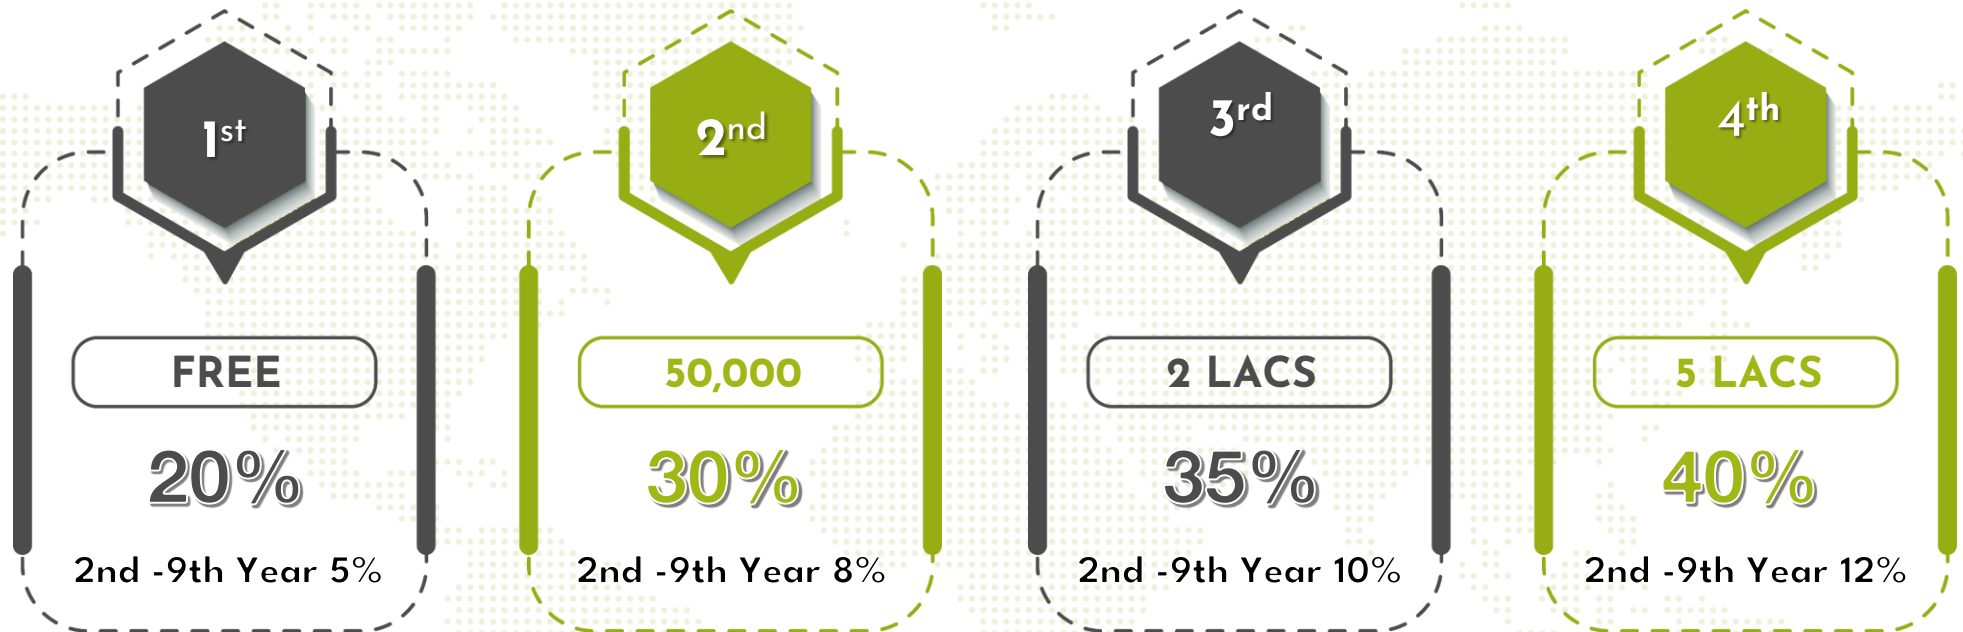 1st
FREE
20%
2nd -9th Year 5%
2nd
50,000
30%
2nd -9th Year 8%
3rd
2 LACS
35%
2nd -9th Year 10%
4th
5 LACS
40%
2nd -9th Year 12%